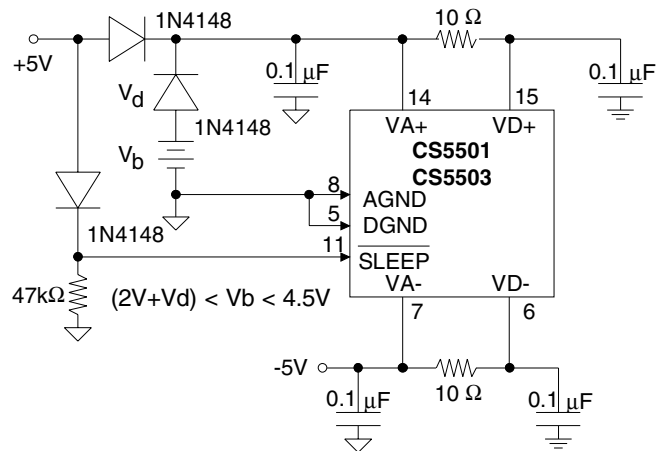 1N4148
10 Ω
+5V
0.1 µF
0.1 µF
Vd
14
15
1N4148
VA+
VD+
CS5501
CS5503
Vb
8
AGND
5
DGND
11
SLEEP
1N4148
47kΩ
(2V+Vd) < Vb < 4.5V
VA-
VD-
7
6
-5V
10 Ω
0.1 µF
0.1 µF